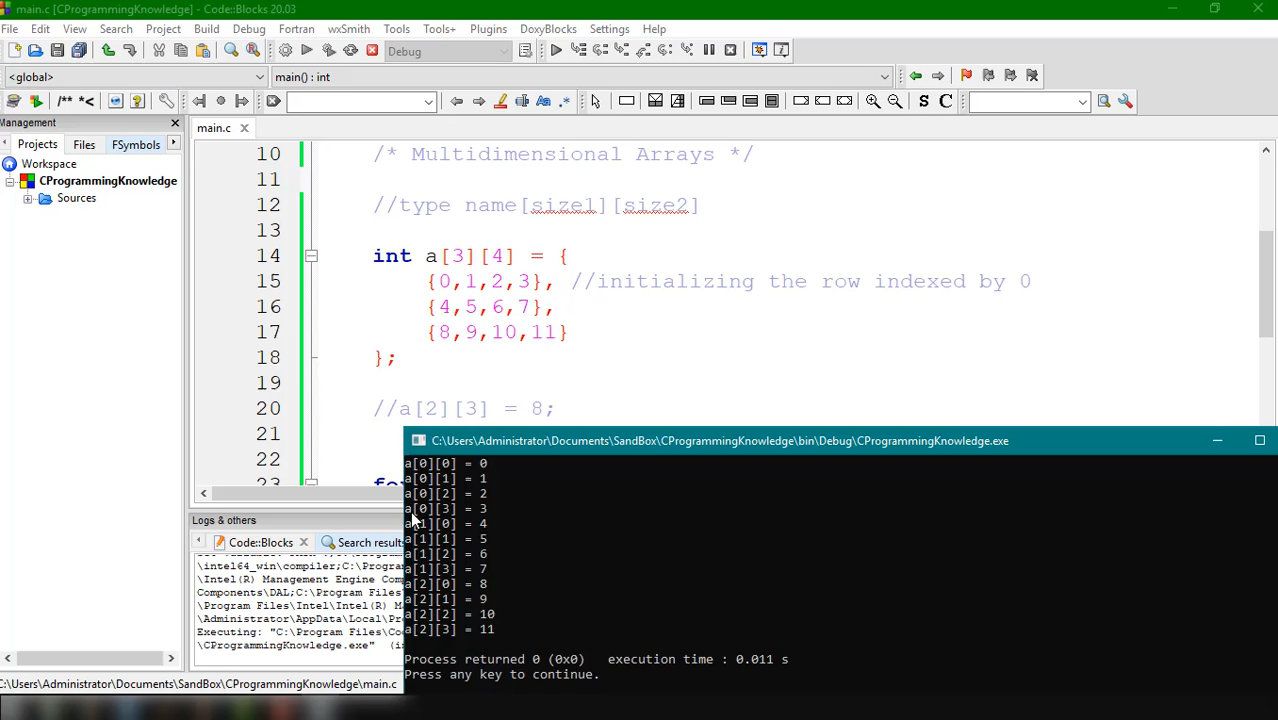 main.c [CProgrammingKnowledge] - Code::Blocks 20.03
File Edit View Search Project Build Debug Fortran wxSmith Tools Tools+ Plugins DoxyBlocks Settings Help
Debug
<global> main() : int
/** *<
S C
Management
Projects Files FSymbols
Workspace
CProgrammingKnowledge
Sources
main.c
10 /* Multidimensional Arrays */
11
12 //type name[size1][size2]
13
14 int a[3][4] = {
15 {0,1,2,3}, //initializing the row indexed by 0
16 {4,5,6,7},
17 {8,9,10,11}
18 };
19
20 //a[2][3] = 8;
21
22
23 for
Logs & others
Code::Blocks Search results
\intel64_win\compiler;C:\Progra
\Intel(R) Management Engine Comp
Components\DAL;C:\Program Files\
\Program Files\Intel\Intel(R) Ma
\Administrator\AppData\Local\Pr
Executing: "C:\Program Files\Cod
\CProgrammingKnowledge.exe" (in
C:\Users\Administrator\Documents\SandBox\CProgrammingKnowledge\main.c
C:\Users\Administrator\Documents\SandBox\CProgrammingKnowledge\bin\Debug\CProgrammingKnowledge.exe
a[0][0] = 0
a[0][1] = 1
a[0][2] = 2
a[0][3] = 3
a[1][0] = 4
a[1][1] = 5
a[1][2] = 6
a[1][3] = 7
a[2][0] = 8
a[2][1] = 9
a[2][2] = 10
a[2][3] = 11
Process returned 0 (0x0) execution time : 0.011 s
Press any key to continue.